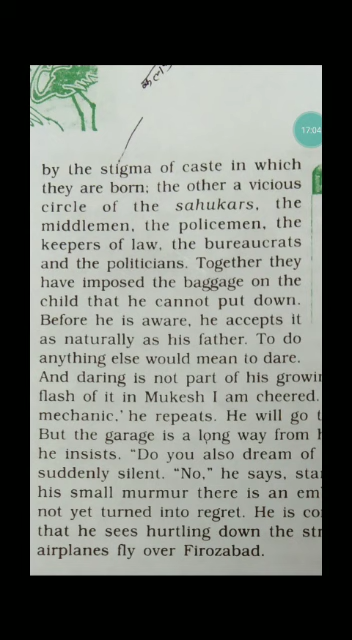 17:04
by the stigma of caste in which
they are born; the other a vicious
circle of the sahukars, the
middlemen, the policemen, the
keepers of law, the bureaucrats
and the politicians. Together they
have imposed the baggage on the
child that he cannot put down.
Before he is aware, he accepts it
as naturally as his father. To do
anything else would mean to dare.
And daring is not part of his
flash of it in Mukesh I am cheered.
mechanic,' he repeats. He will go
But the garage is a long way from
he insists. "Do you also dream of
suddenly silent. "No," he says,
his small murmur there is an
not yet turned into regret. He is
that he sees hurtling down the
airplanes fly over Firozabad.